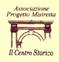 Associazione
Progetto Mistretta
Il Centro Storico